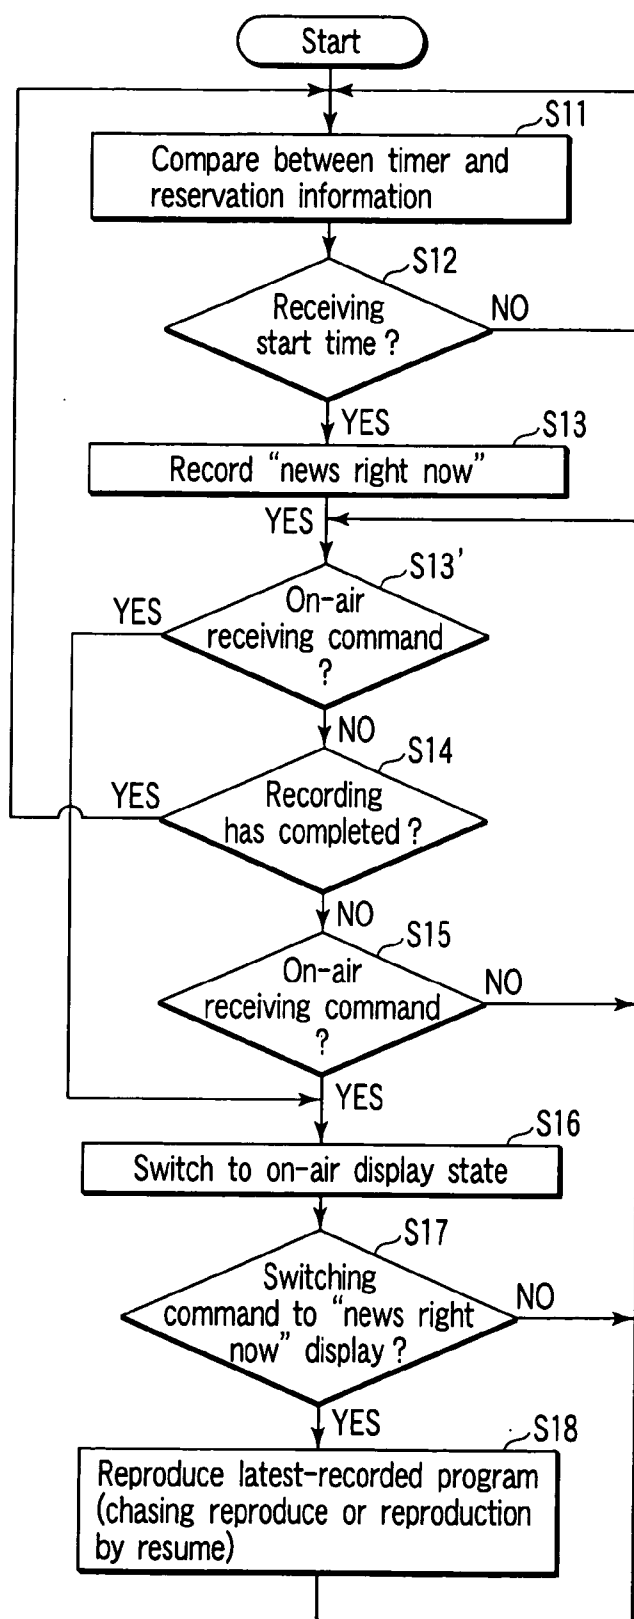 Start
S11
Compare between timer and
reservation information
S12
Receiving
start time ?
NO
YES
S13
Record “news right now”
YES
S13'
On-air
receiving command
?
YES
NO
S14
Recording
has completed ?
YES
NO
S15
On-air
receiving command
?
NO
YES
S16
Switch to on-air display state
S17
Switching
command to “news right
now” display ?
NO
YES
S18
Reproduce latest-recorded program
(chasing reproduce or reproduction
by resume)